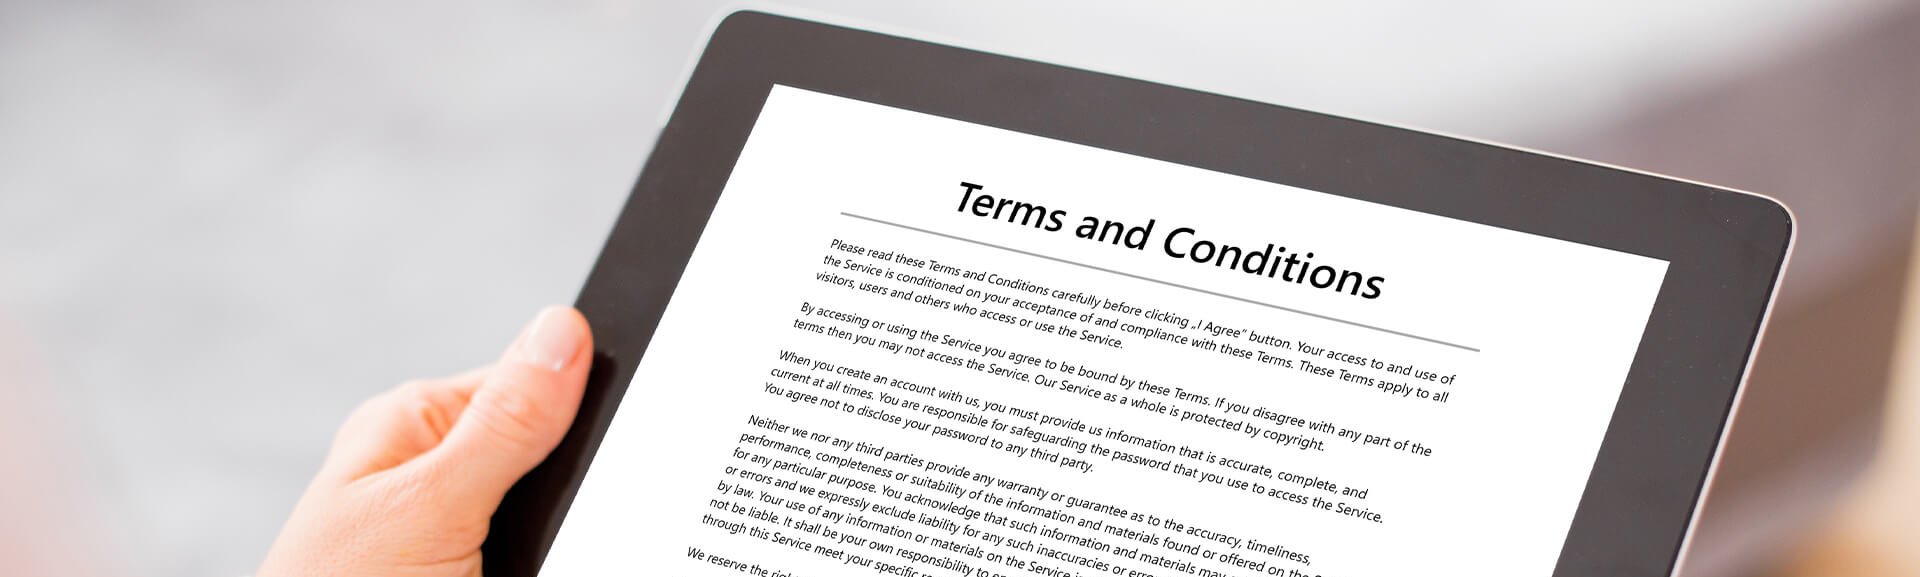 Terms and Conditions
Please read these Terms and Conditions carefully before clicking „I Agree” button. Your access to and use of
the Service is conditioned on your acceptance of and compliance with these Terms. These Terms apply to all
visitors, users and others who access or use the Service.
By accessing or using the Service you agree to be bound by these Terms. If you disagree with any part of the
terms then you may not access the Service. Our Service as a whole is protected by copyright.
When you create an account with us, you must provide us information that is accurate, complete, and
current at all times. You are responsible for safeguarding the password that you use to access the Service.
You agree not to disclose your password to any third party.
Neither we nor any third parties provide any warranty or guarantee as to the accuracy, timeliness,
performance, completeness or suitability of the information and materials found or offered on the
for any particular purpose. You acknowledge that such information and materials may
or errors and we expressly exclude liability for any such inaccuracies or
by law. Your use of any information or materials on the Service
not be liable. It shall be your own responsibility to
through this Service meet your specific
We reserve the